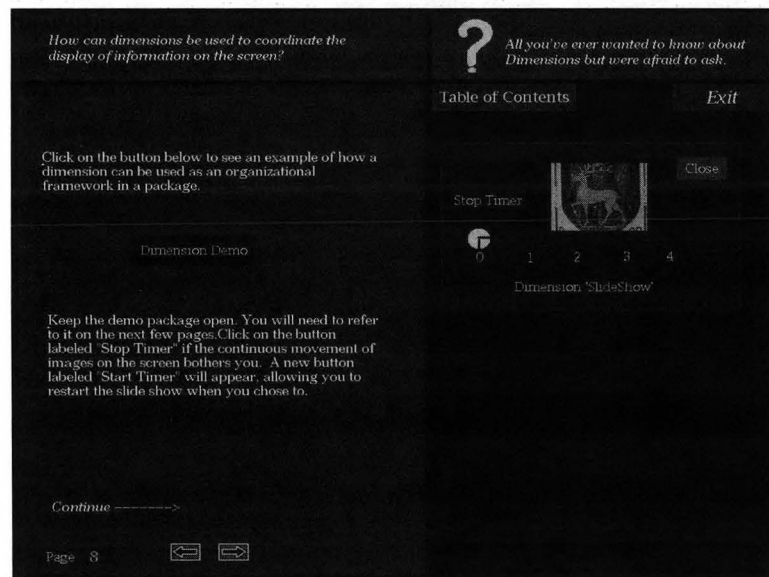 How can dimensions be used to coordinate the
display of information on the screen?
?
All you've ever wanted to know about
Dimensions but were afraid to ask.
Table of Contents
Exit
Click on the button below to see an example of how a
dimension can be used as an organizational
framework in a package.
Dimension Demo
Keep the demo package open. You will need to refer
to it on the next few pages.Click on the button
labeled "Stop Timer" if the continuous movement of
images on the screen bothers you. A new button
labeled "Start Timer" will appear, allowing you to
restart the slide show when you chose to.
Continue ------->
Page 8
Close
Stop Timer
0 1 2 3 4
Dimension 'SlideShow'